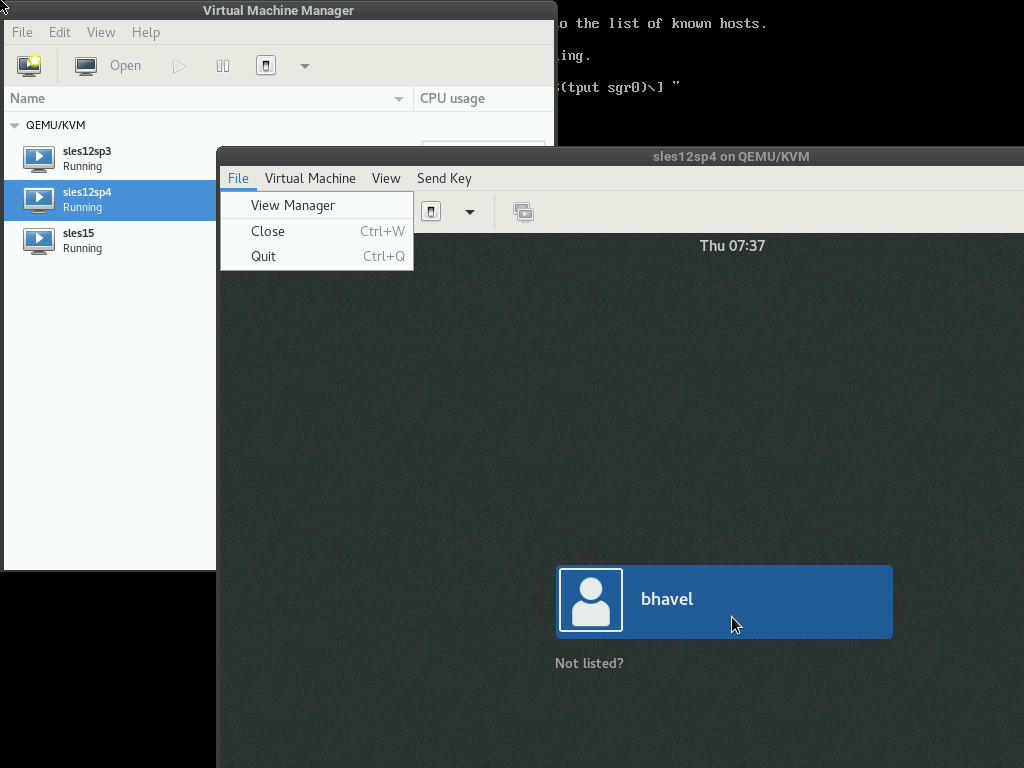 Virtual Machine Manager
File Edit View Help
Open
Name CPU usage
QEMU/KVM
sles12sp3
Running
sles12sp4
Running
sles15
Running
to the list of known hosts.
ing.
(tput sgr0)\] "
sles12sp4 on QEMU/KVM
File Virtual Machine View Send Key
View Manager
Close Ctrl+W
Quit Ctrl+Q
Thu 07:37
bhavel
Not listed?